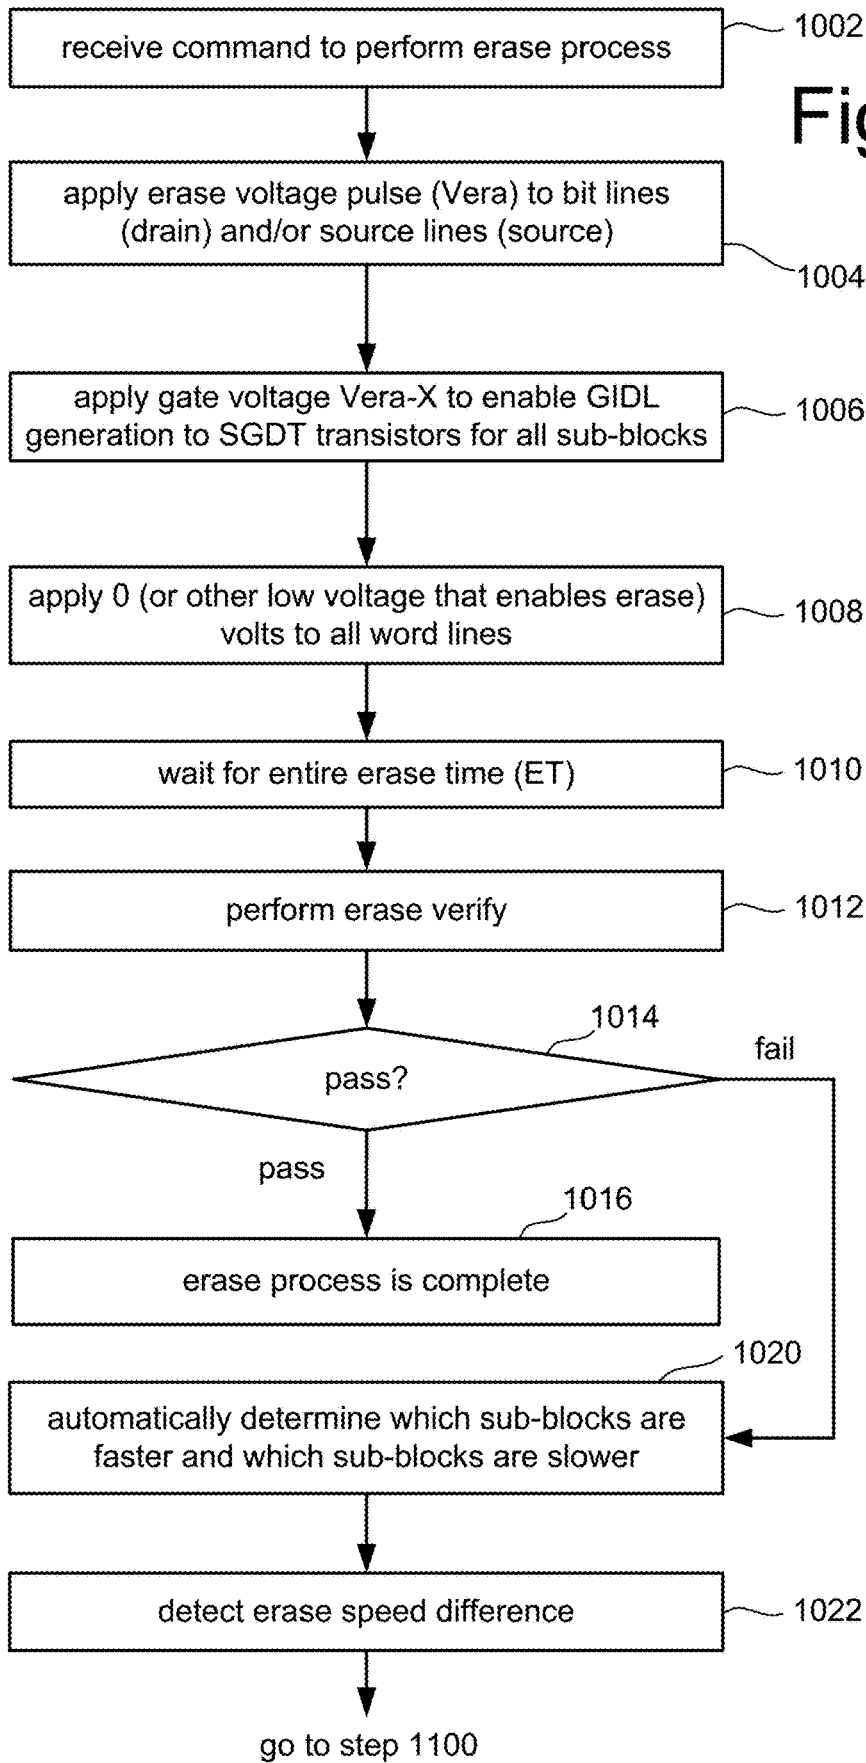 receive command to perform erase process
1002
Fig
apply erase voltage pulse (Vera) to bit lines
(drain) and/or source lines (source)
1004
apply gate voltage Vera-X to enable GIDL
generation to SGDT transistors for all sub-blocks
1006
apply 0 (or other low voltage that enables erase)
volts to all word lines
1008
wait for entire erase time (ET)
1010
perform erase verify
1012
1014
pass?
fail
pass
1016
erase process is complete
1020
automatically determine which sub-blocks are
faster and which sub-blocks are slower
detect erase speed difference
1022
go to step 1100